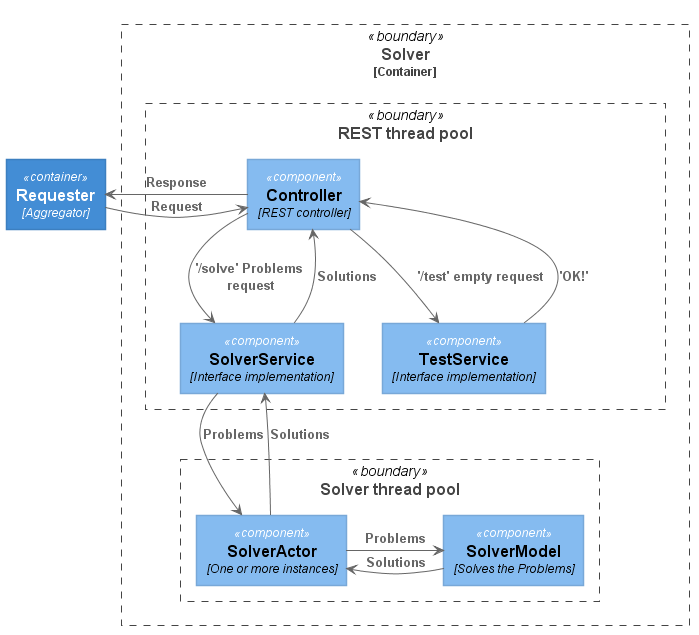 «boundary»
Solver
[Container]
«boundary»
REST thread pool
«container»
Requester
[Aggregator]
Response
Request
«component»
Controller
[REST controller]
'/solve' Problems
request
Solutions
'/test' empty request
'OK!'
«component»
SolverService
[Interface implementation]
«component»
TestService
[Interface implementation]
Problems
Solutions
«boundary»
Solver thread pool
«component»
SolverActor
[One or more instances]
Problems
Solutions
«component»
SolverModel
[Solves the Problems]